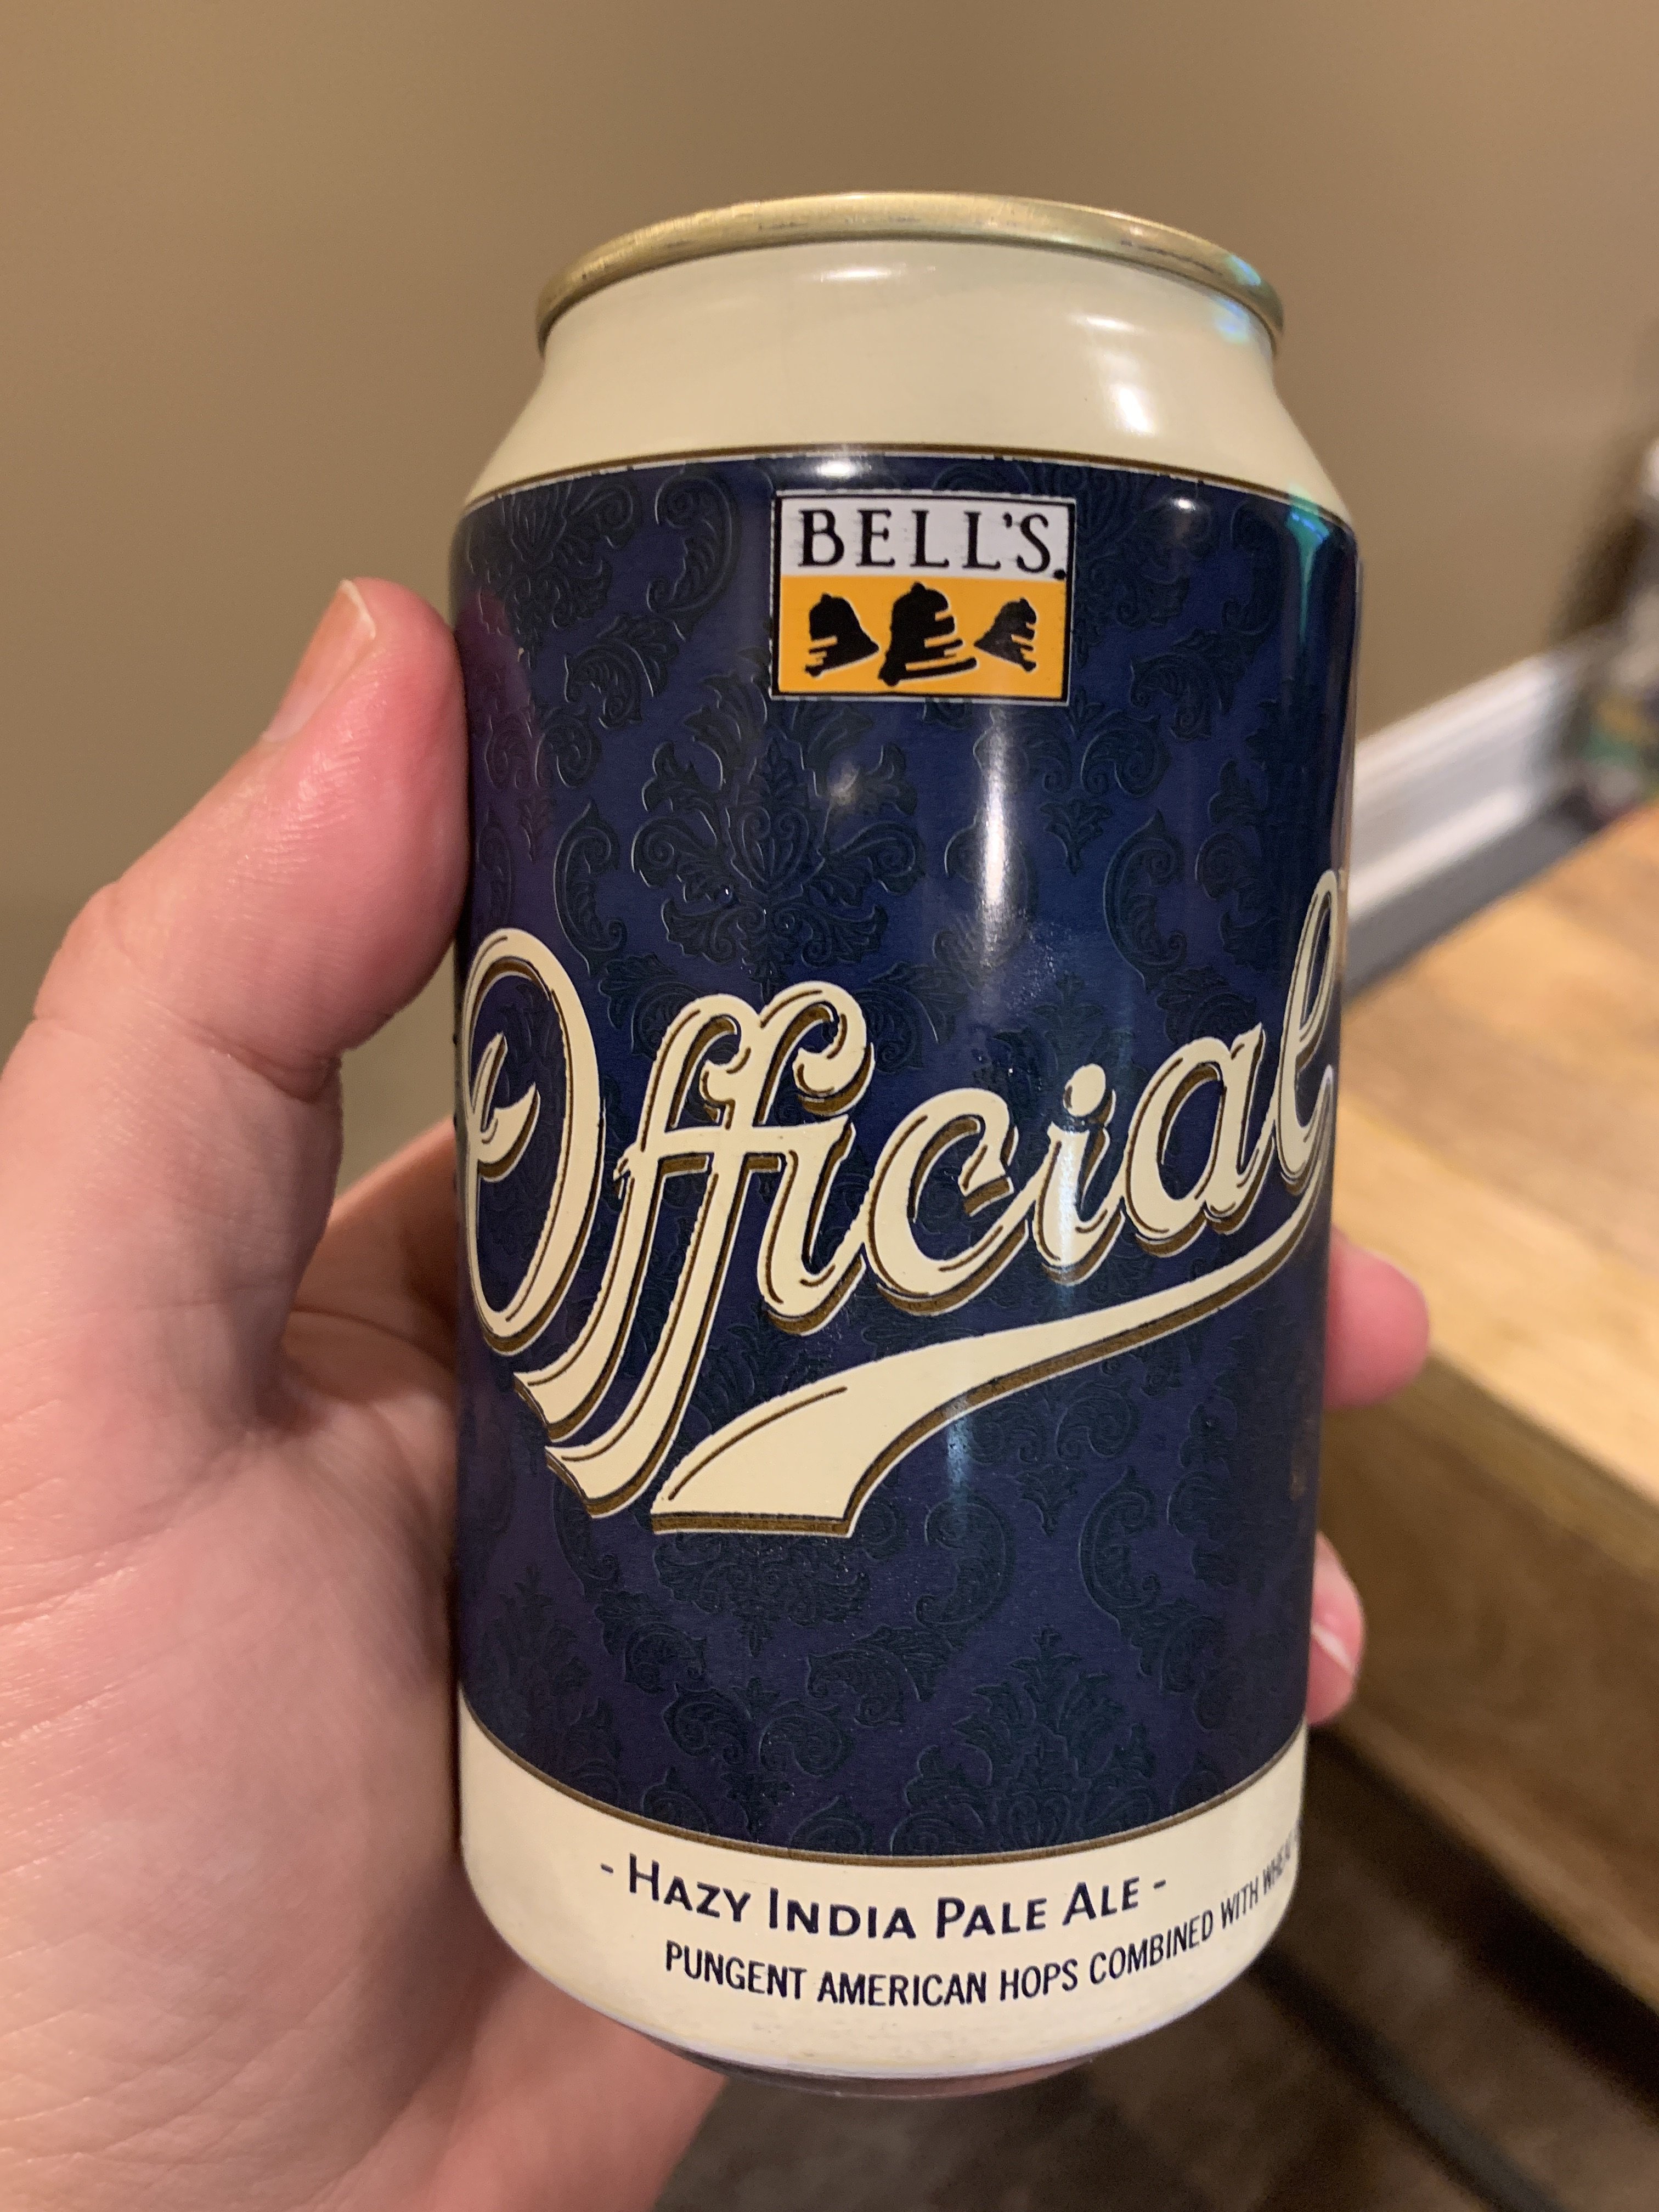 BELL'S
Official
- HAZY INDIA PALE ALE -
PUNGENT AMERICAN HOPS COMBINED WITH